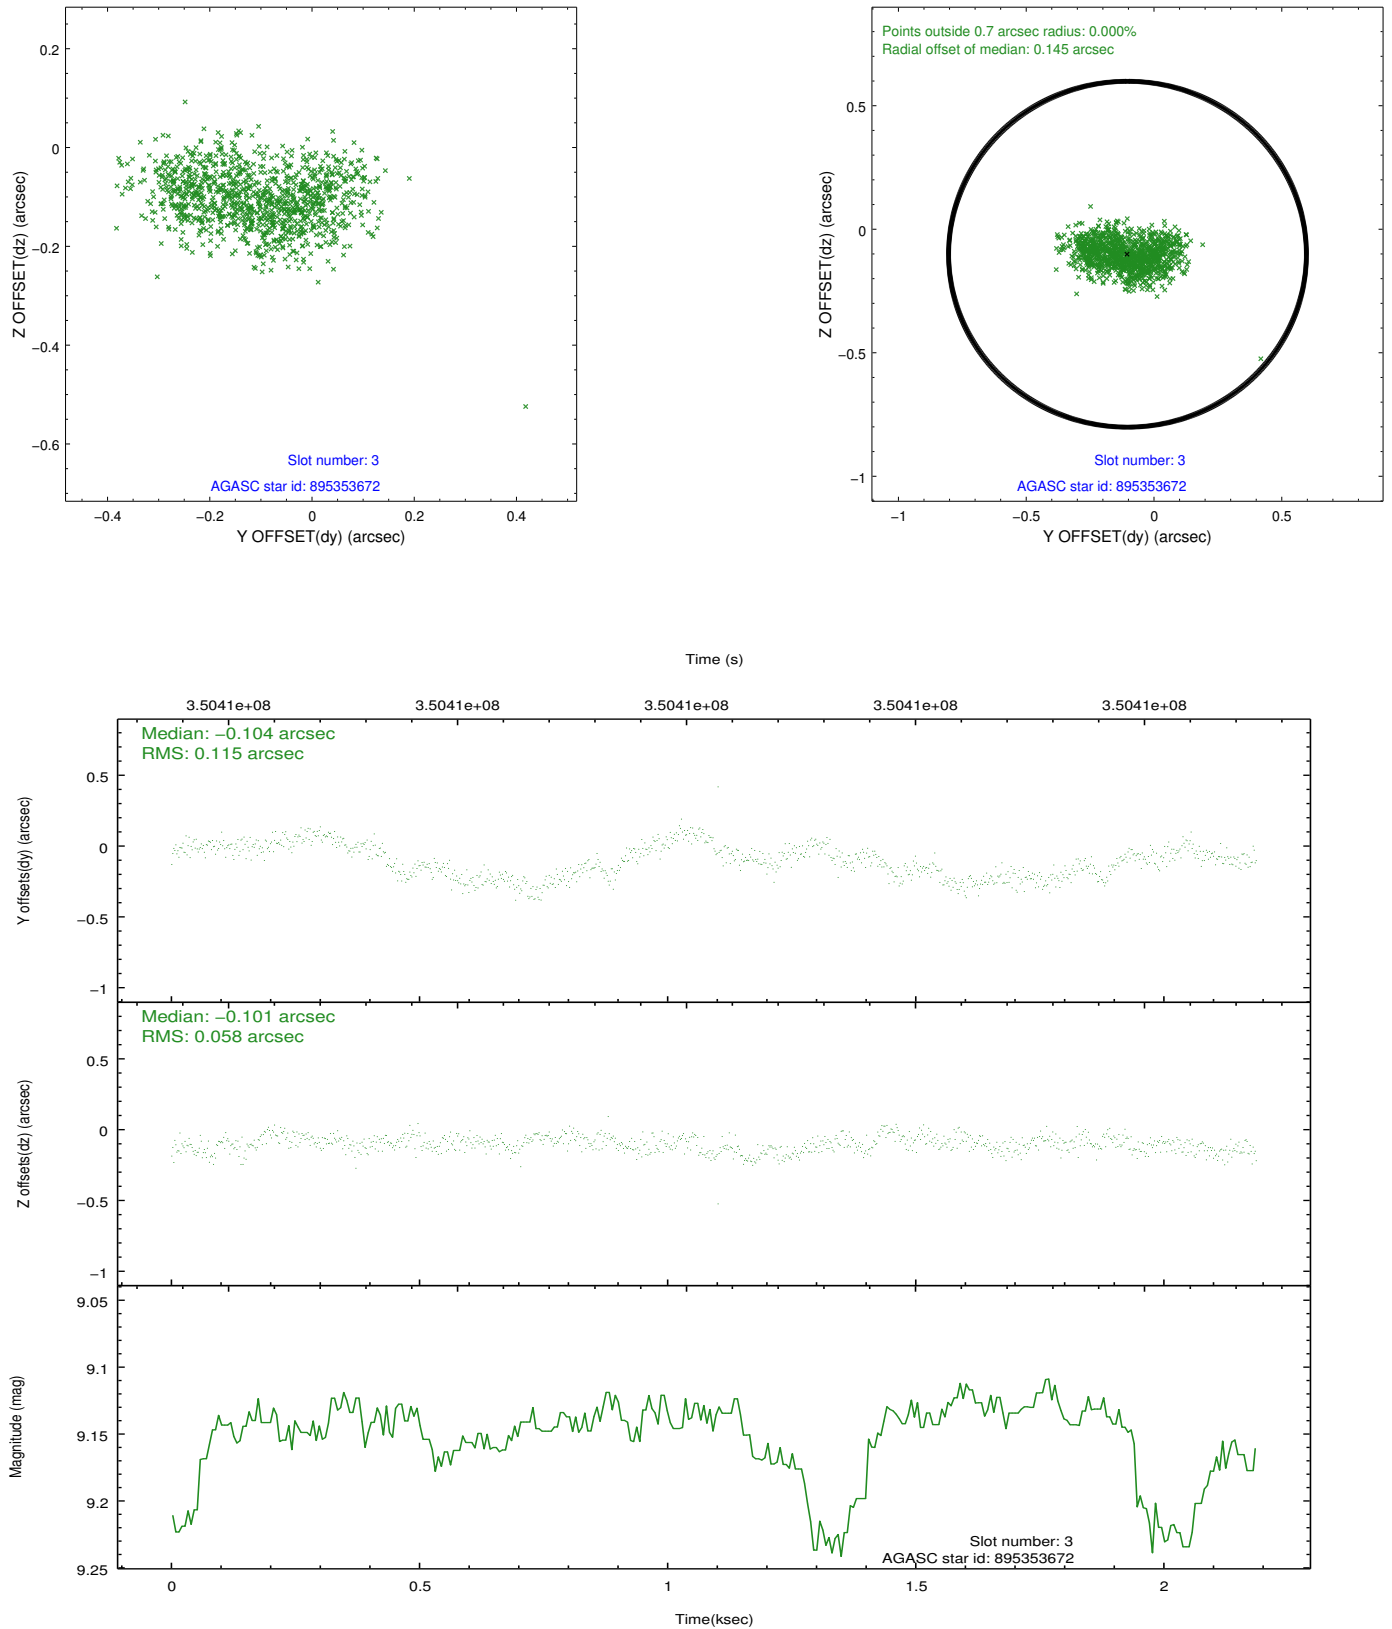 0.2
0
−0.2
−0.4
−0.6
Z OFFSET(dz) (arcsec)
Slot number: 3
AGASC star id: 895353672
−0.4
−0.2
0
0.2
0.4
Y OFFSET(dy) (arcsec)
Points outside 0.7 arcsec radius: 0.000%
Radial offset of median: 0.145 arcsec
0.5
0
−0.5
−1
Z OFFSET(dz) (arcsec)
Slot number: 3
AGASC star id: 895353672
−1
−0.5
0
0.5
Y OFFSET(dy) (arcsec)
Time (s)
3.5041e+08
3.5041e+08
3.5041e+08
3.5041e+08
3.5041e+08
Median: −0.104 arcsec
RMS: 0.115 arcsec
0.5
0
−0.5
−1
Y offsets(dy) (arcsec)
Median: −0.101 arcsec
RMS: 0.058 arcsec
0.5
0
−0.5
−1
Z offsets(dz) (arcsec)
9.05
9.1
9.15
9.2
9.25
Magnitude (mag)
Slot number: 3
AGASC star id: 895353672
0
0.5
1
1.5
2
Time(ksec)